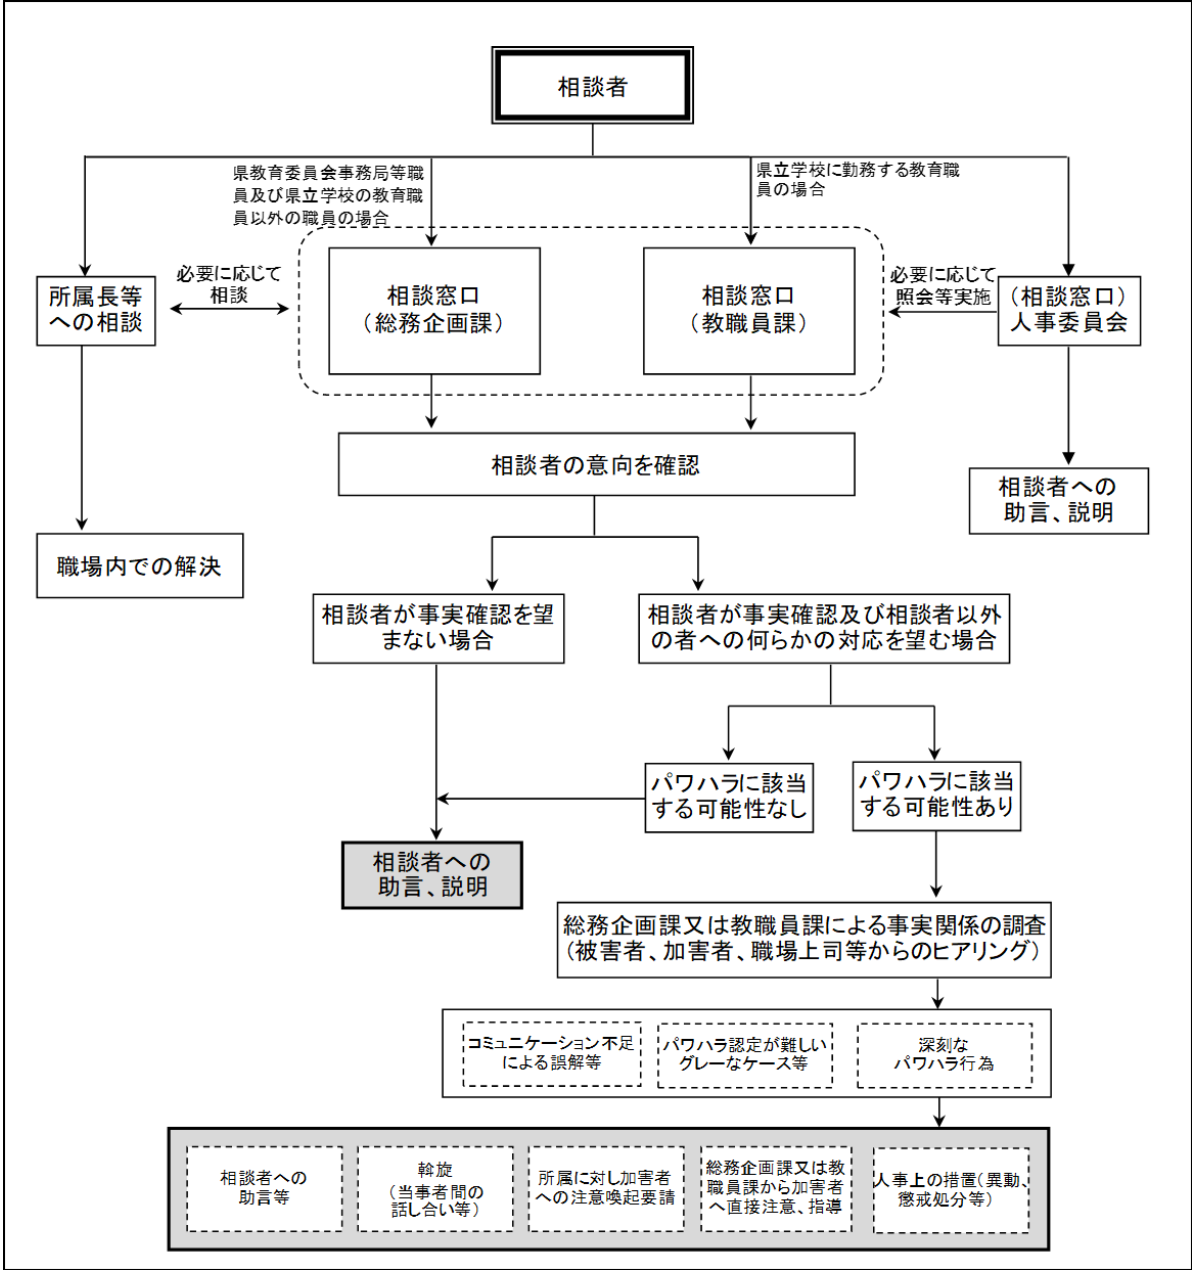 相談者
県教育委員会事務局等職
員及び県立学校の教育職
員以外の職員の場合
県立学校に勤務する教育職
員の場合
所属長等
への相談
必要に応じて
相談
相談窓口
（総務企画課）
相談窓口
（教職員課）
必要に応じて
照会等実施
（相談窓口）
人事委員会
相談者の意向を確認
相談者への
助言、説明
職場内での解決
相談者が事実確認を望
まない場合
相談者が事実確認及び相談者以外
の者への何らかの対応を望む場合
パワハラに該当
する可能性なし
パワハラに該当
する可能性あり
相談者への
助言、説明
総務企画課又は教職員課による事実関係の調査
（被害者、加害者、職場上司等からのヒアリング）
コミュニケーション不足
による誤解等
パワハラ認定が難しい
グレーなケース等
深刻な
パワハラ行為
相談者への
助言等
斡旋
（当事者間の
話し合い等）
所属に対し加害者
への注意喚起要請
総務企画課又は教
職員課から加害者
へ直接注意、指導
人事上の措置（異動、
懲戒処分等）